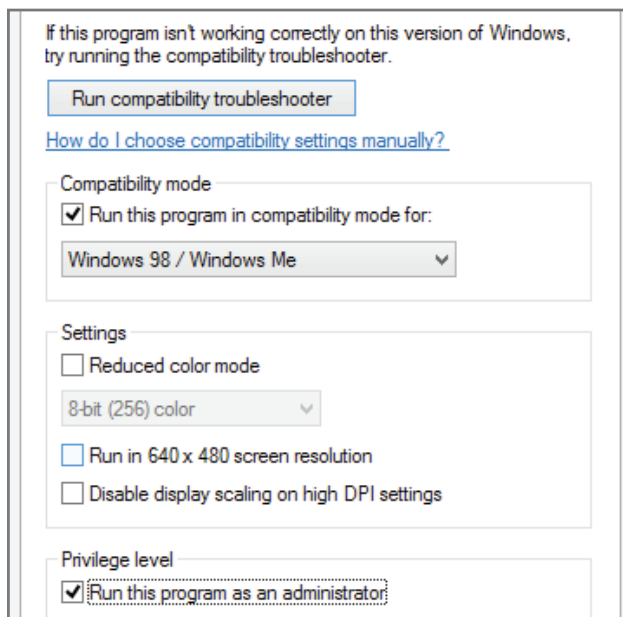 If this program isn't working correctly on this version of Windows,
try running the compatibility troubleshooter.
Run compatibility troubleshooter
How do I choose compatibility settings manually?
Compatibility mode
Run this program in compatibility mode for:
Windows 98 / Windows Me
Settings
Reduced color mode
8-bit (256) color
Run in 640 x 480 screen resolution
Disable display scaling on high DPI settings
Privilege level
Run this program as an administrator